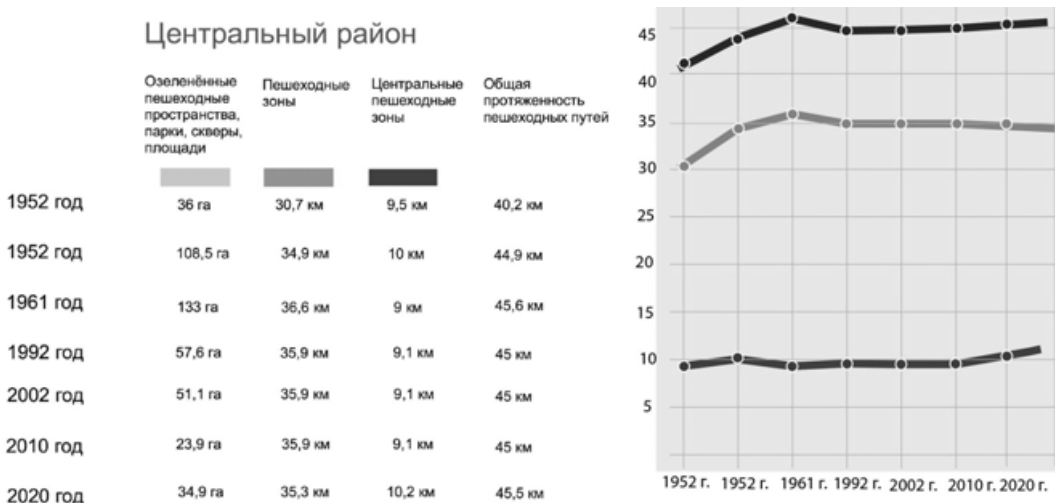 Центральный район
Озеленённые
пешеходные
пространства,
парки, скверы,
площади
Пешеходные
зоны
Центральные
пешеходные
зоны
Общая
протяженность
пешеходных путей
1952 год 36 га 30,7 км 9,5 км 40,2 км
1952 год 108,5 га 34,9 км 10 км 44,9 км
1961 год 133 га 36,6 км 9 км 45,6 км
1992 год 57,6 га 35,9 км 9,1 км 45 км
2002 год 51,1 га 35,9 км 9,1 км 45 км
2010 год 23,9 га 35,9 км 9,1 км 45 км
2020 год 34,9 га 35,3 км 10,2 км 45,5 км
45
40
35
30
25
20
15
10
5
1952 г. 1952 г. 1961 г. 1992 г. 2002 г. 2010 г. 2020 г.